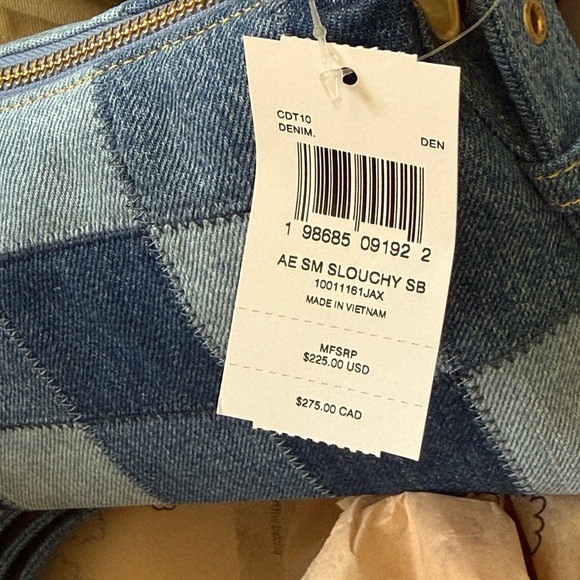 CDT10
DENIM. DEN
1 98685 09192 2
AE SM SLOUCHY SB
10011161JAX
MADE IN VIETNAM
MFSRP
$225.00 USD
$275.00 CAD